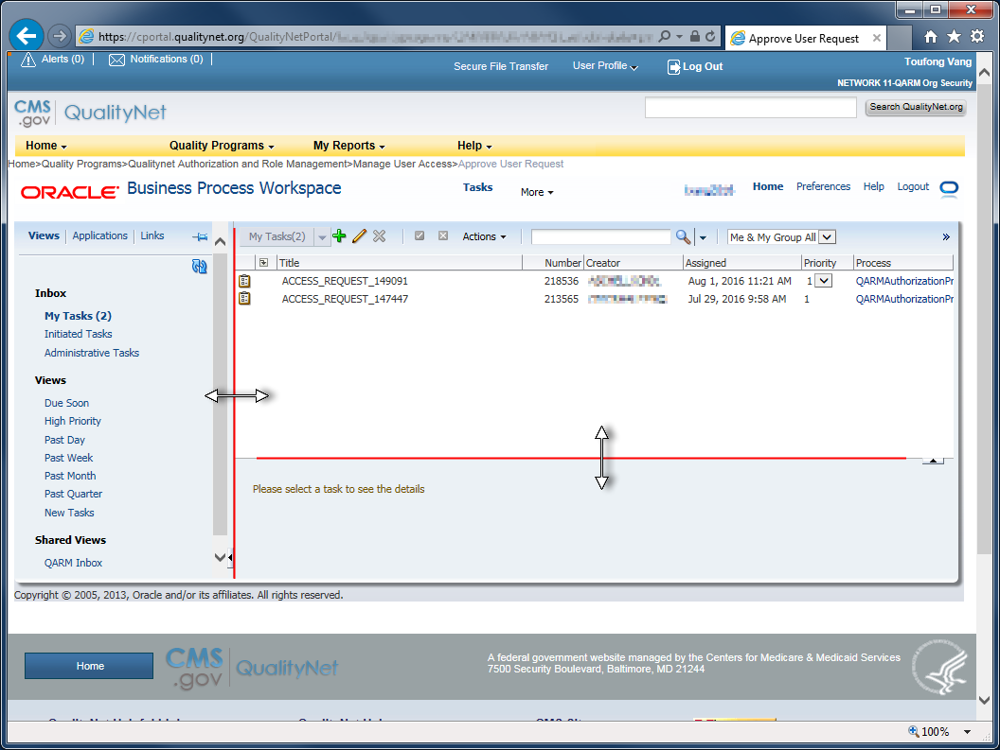 https://cportal.qualitynet.org/QualityNetPortal/
Approve User Request
Alerts (0)
Notifications (0)
Secure File Transfer
User Profile
Log Out
Toufong Vang
NETWORK 11-QARM Org Security
CMS.gov
QualityNet
Search QualityNet.org
Home
Quality Programs
My Reports
Help
Home>Quality Programs>Qualitynet Authorization and Role Management>Manage User Access>Approve User Request
ORACLE Business Process Workspace
Tasks
More
Home
Preferences
Help
Logout
Views
Applications
Links
My Tasks(2)
Actions
Me & My Group All
»
Title
Number
Creator
Assigned
Priority
Process
ACCESS_REQUEST_149091
218536
Aug 1, 2016 11:21 AM
1
QARMAuthorizationPr
ACCESS_REQUEST_147447
213565
Jul 29, 2016 9:58 AM
1
QARMAuthorizationPr
Inbox
My Tasks (2)
Initiated Tasks
Administrative Tasks
Views
Due Soon
High Priority
Past Day
Past Week
Past Month
Past Quarter
New Tasks
Shared Views
QARM Inbox
Please select a task to see the details
Copyright © 2005, 2013, Oracle and/or its affiliates. All rights reserved.
Home
CMS.gov
QualityNet
A federal government website managed by the Centers for Medicare & Medicaid Services
7500 Security Boulevard, Baltimore, MD 21244
100%